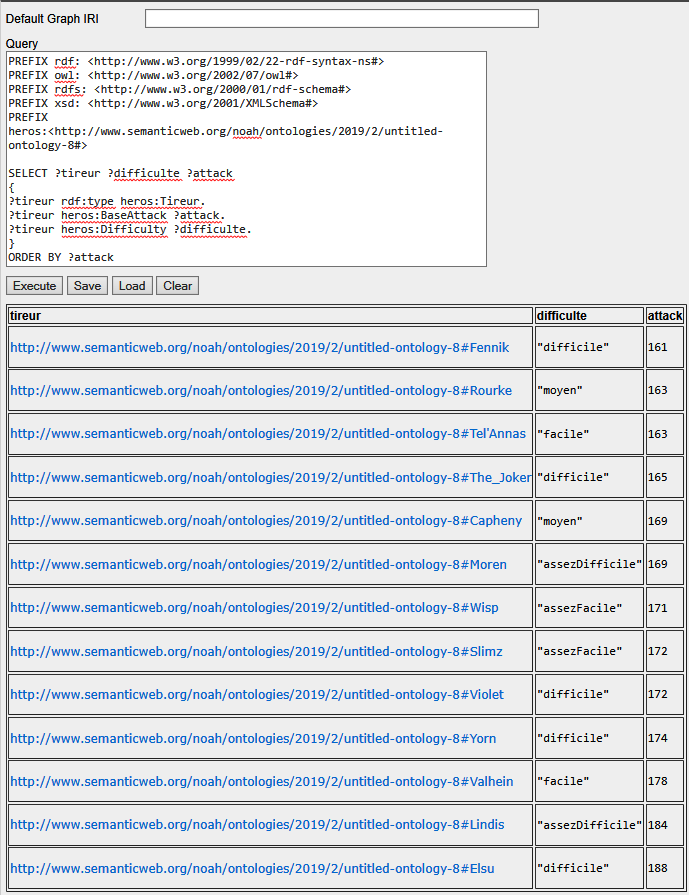 Default Graph IRI
Query
PREFIX rdf: <http://www.w3.org/1999/02/22-rdf-syntax-ns#>
PREFIX owl: <http://www.w3.org/2002/07/owl#>
PREFIX rdfs: <http://www.w3.org/2000/01/rdf-schema#>
PREFIX xsd: <http://www.w3.org/2001/XMLSchema#>
PREFIX
heros:<http://www.semanticweb.org/noah/ontologies/2019/2/untitled-
ontology-8#>
SELECT ?tireur ?difficulte ?attack
{
?tireur rdf:type heros:Tireur.
?tireur heros:BaseAttack ?attack.
?tireur heros:Difficulty ?difficulte.
}
ORDER BY ?attack
Execute Save Load Clear
tireur difficulte attack
http://www.semanticweb.org/noah/ontologies/2019/2/untitled-ontology-8#Fennik "difficile" 161
http://www.semanticweb.org/noah/ontologies/2019/2/untitled-ontology-8#Rourke "moyen" 163
http://www.semanticweb.org/noah/ontologies/2019/2/untitled-ontology-8#Tel'Annas "facile" 163
http://www.semanticweb.org/noah/ontologies/2019/2/untitled-ontology-8#The_Joker "difficile" 165
http://www.semanticweb.org/noah/ontologies/2019/2/untitled-ontology-8#Capheny "moyen" 169
http://www.semanticweb.org/noah/ontologies/2019/2/untitled-ontology-8#Moren "assezDifficile" 169
http://www.semanticweb.org/noah/ontologies/2019/2/untitled-ontology-8#Wisp "assezFacile" 171
http://www.semanticweb.org/noah/ontologies/2019/2/untitled-ontology-8#Slimz "assezFacile" 172
http://www.semanticweb.org/noah/ontologies/2019/2/untitled-ontology-8#Violet "difficile" 172
http://www.semanticweb.org/noah/ontologies/2019/2/untitled-ontology-8#Yorn "difficile" 174
http://www.semanticweb.org/noah/ontologies/2019/2/untitled-ontology-8#Valhein "facile" 178
http://www.semanticweb.org/noah/ontologies/2019/2/untitled-ontology-8#Lindis "assezDifficile" 184
http://www.semanticweb.org/noah/ontologies/2019/2/untitled-ontology-8#Elsu "difficile" 188